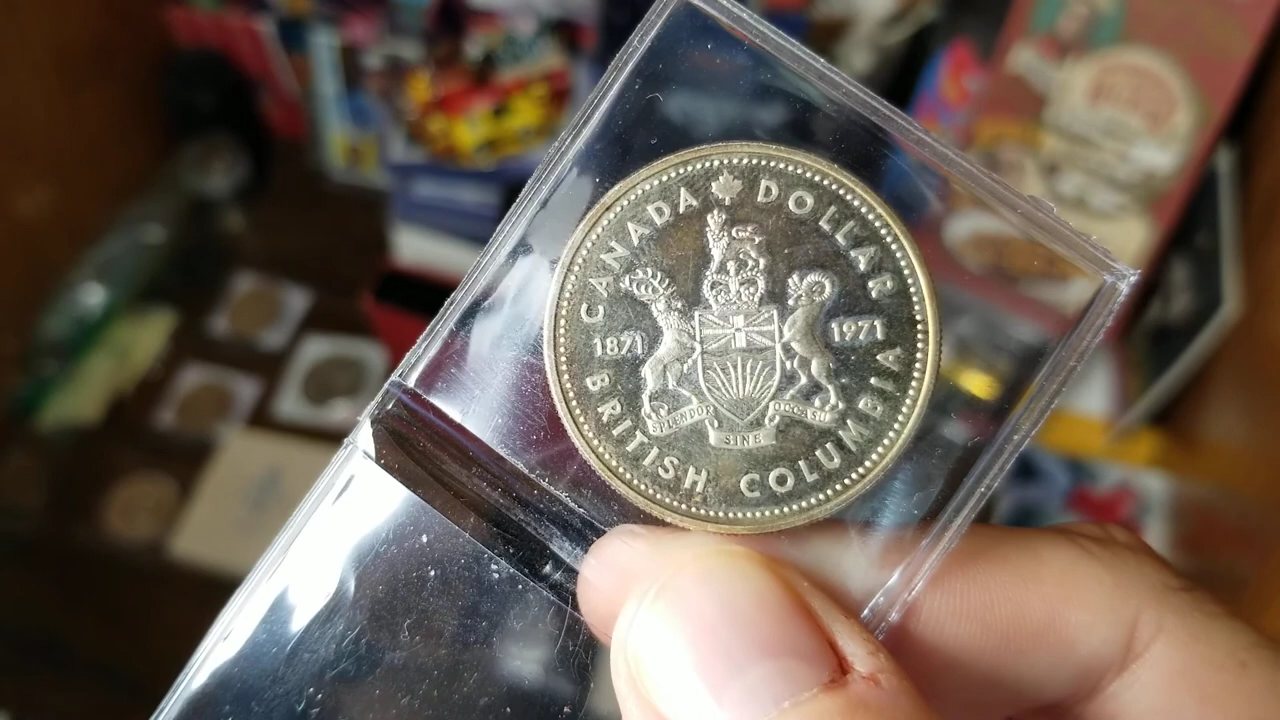 CANADA DOLLAR
1871 1971
SPLENDOR SINE OCCASU
BRITISH COLUMBIA